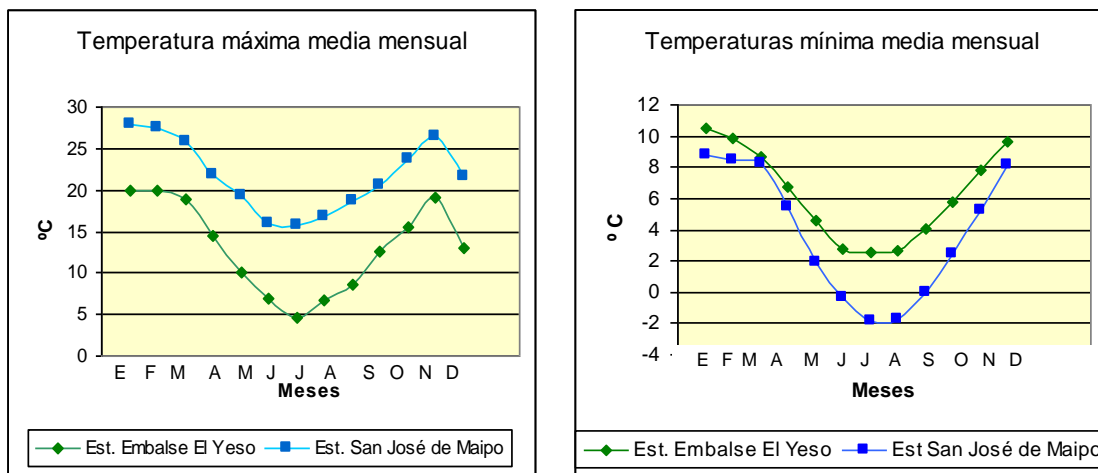 Temperatura máxima media mensual
30
25
20
15
10
5
0
ºC
E F M A M J J A S O N D
Meses
Est. Embalse El Yeso Est. San José de Maipo
Temperaturas mínima media mensual
12
10
8
6
4
2
0
-2
-4
º C
E F M A M J J A S O N D
Meses
Est. Embalse El Yeso Est San José de Maipo